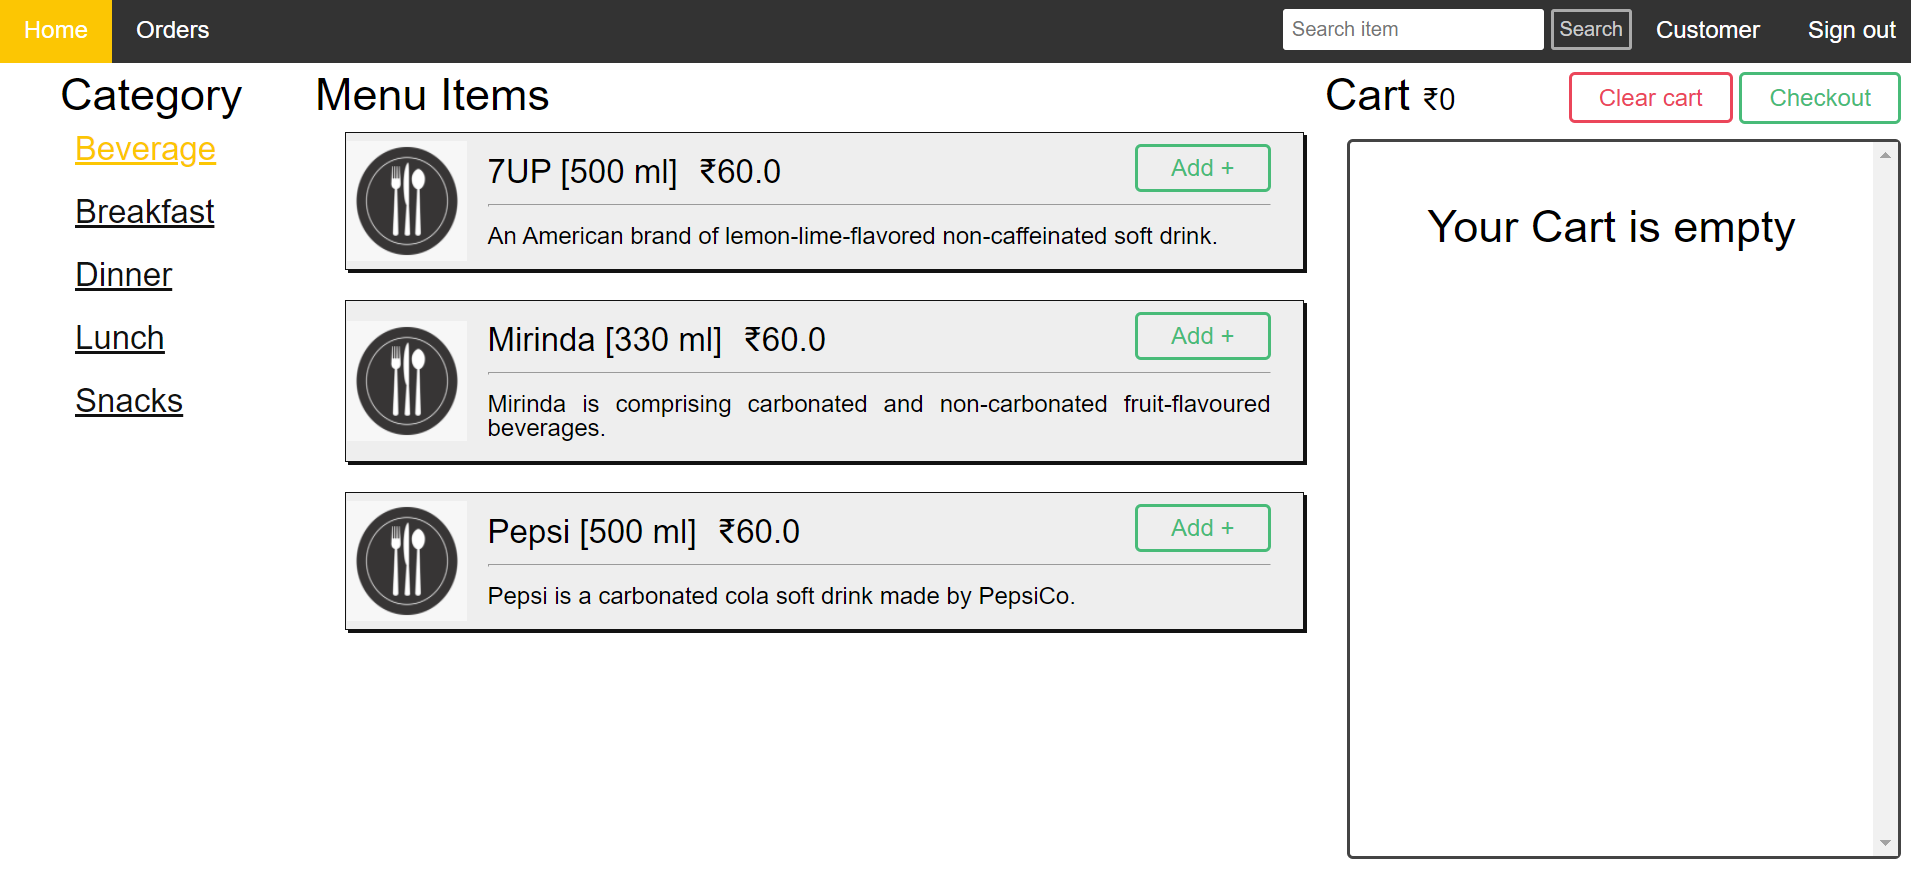 Home Orders Search item Search Customer Sign out
Category
Beverage
Breakfast
Dinner
Lunch
Snacks
Menu Items
7UP [500 ml] ₹60.0 Add +
An American brand of lemon-lime-flavored non-caffeinated soft drink.
Mirinda [330 ml] ₹60.0 Add +
Mirinda is comprising carbonated and non-carbonated fruit-flavoured
beverages.
Pepsi [500 ml] ₹60.0 Add +
Pepsi is a carbonated cola soft drink made by PepsiCo.
Cart ₹0 Clear cart Checkout
Your Cart is empty